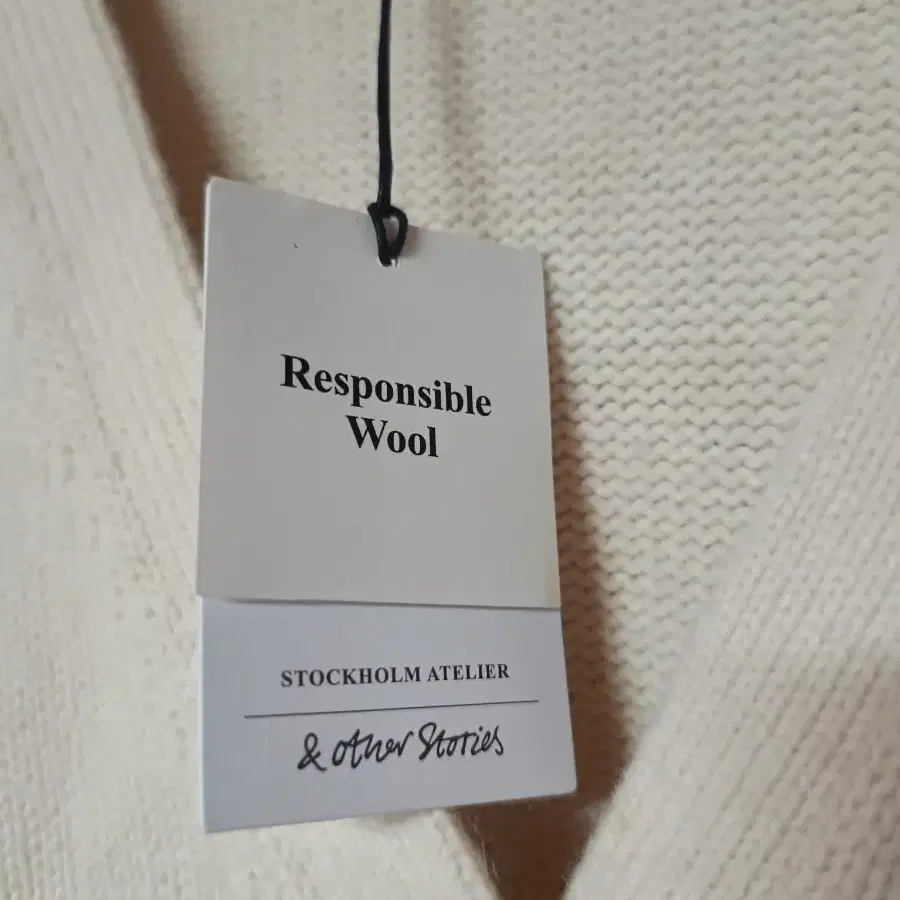 Responsible
Wool
STOCKHOLM ATELIER
& other Stories